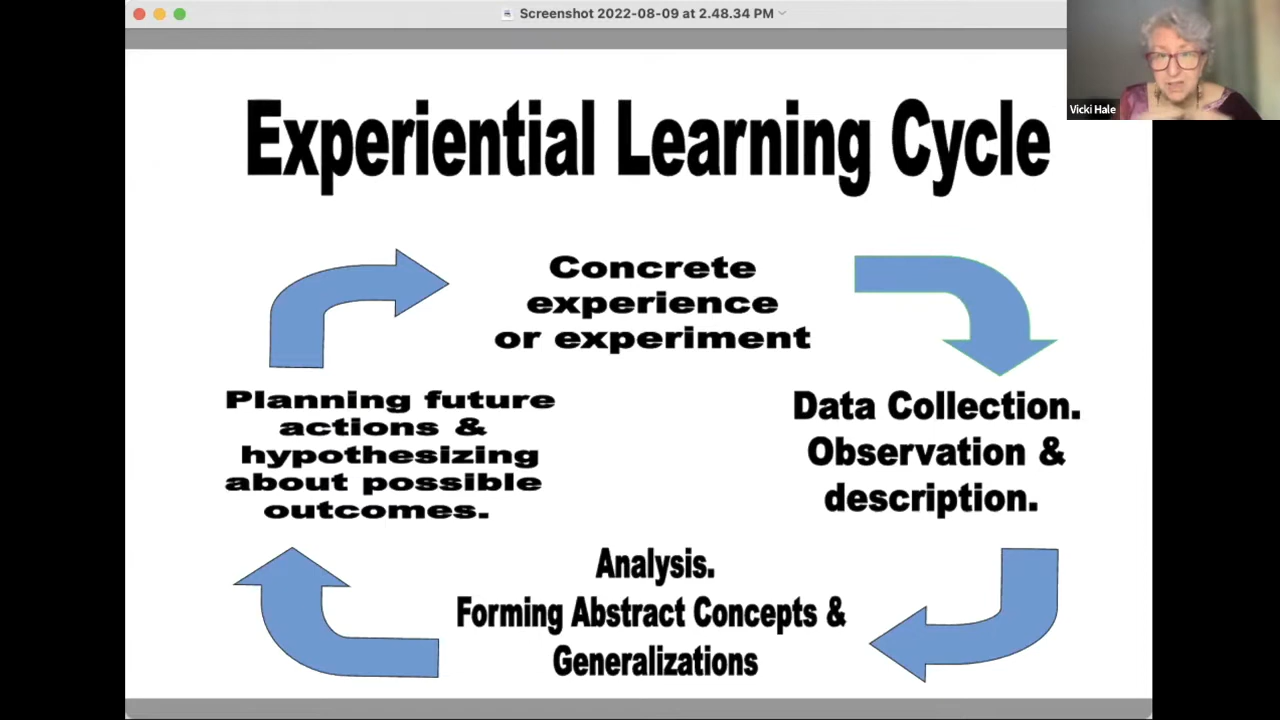 Screenshot 2022-08-09 at 2.48.34 PM
Vicki Hale
Experiential Learning Cycle
Concrete
experience
or experiment
Data Collection.
Observation &
description.
Analysis.
Forming Abstract Concepts &
Generalizations
Planning future
actions &
hypothesizing
about possible
outcomes.